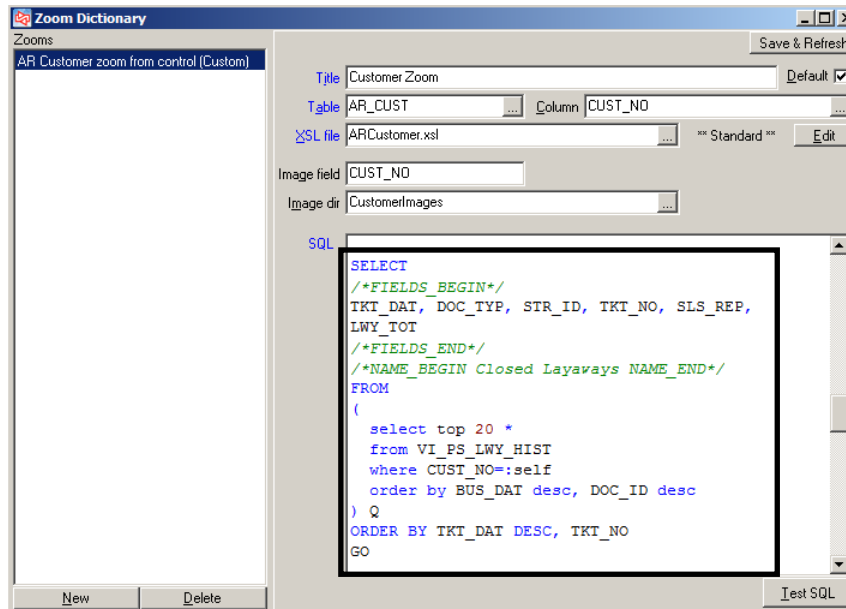 Zoom Dictionary
Zooms
AR Customer zoom from control (Custom)
New
Delete
Save & Refresh
Title Customer Zoom Default
Table AR_CUST ... Column CUST_NO ...
XSL file ARCustomer.xsl ... ** Standard ** Edit
Image field CUST_NO
Image dir CustomerImages ...
SQL
SELECT
/*FIELDS_BEGIN*/
TKT_DAT, DOC_TYP, STR_ID, TKT_NO, SLS_REP,
LWY_TOT
/*FIELDS_END*/
/*NAME_BEGIN Closed Layaways NAME_END*/
FROM
(
select top 20 *
from VI_PS_LWY_HIST
where CUST_NO=:self
order by BUS_DAT desc, DOC_ID desc
) Q
ORDER BY TKT_DAT DESC, TKT_NO
GO
Test SQL